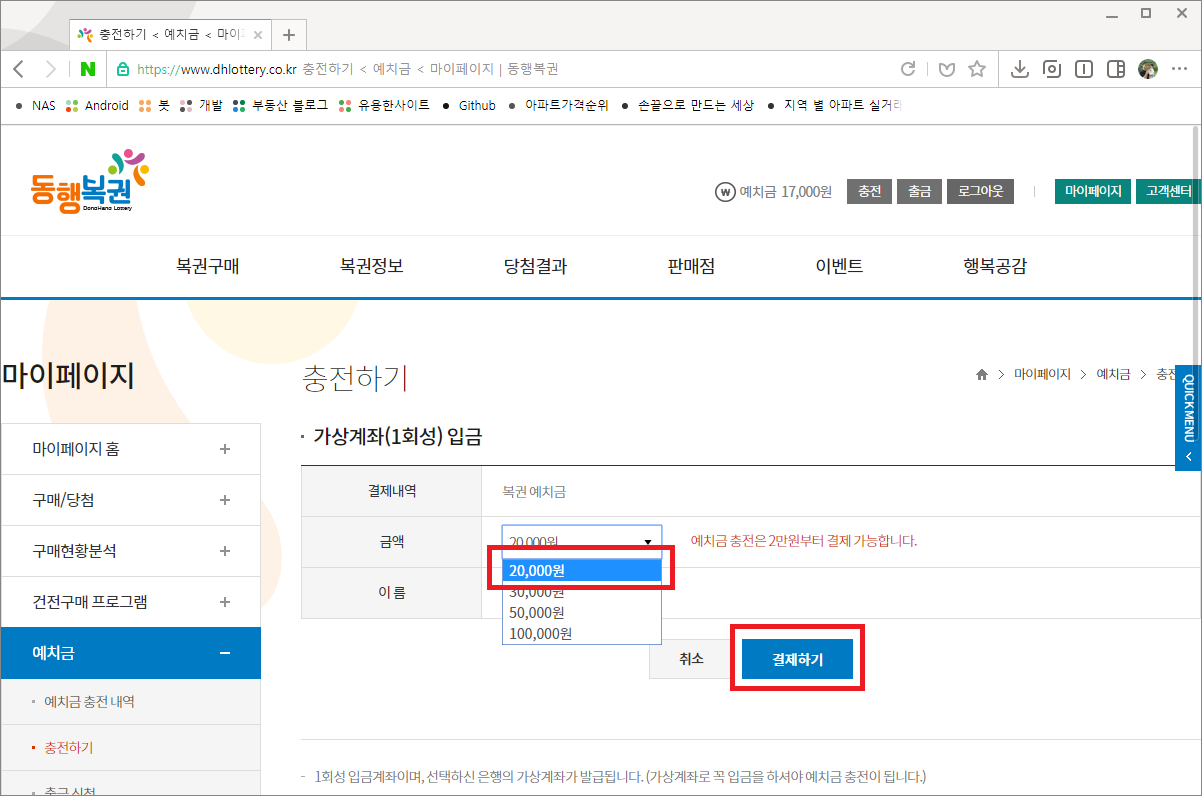 충전하기 < 예치금 < 마이
https://www.dhlottery.co.kr 충전하기 < 예치금 < 마이페이지 | 동행복권
NAS Android 봇 개발 부동산 블로그 유용한사이트 Github 아파트가격순위 손끝으로 만드는 세상 지역 별 아파트 실거래
동행복권
DongHang Lottery
예치금 17,000원 충전 출금 로그아웃 마이페이지 고객센터
복권구매 복권정보 당첨결과 판매점 이벤트 행복공감
마이페이지
충전하기
마이페이지 > 예치금 > 충전
QUICK MENU
가상계좌(1회성) 입금
마이페이지 홈
구매/당첨
구매현황분석
건전구매 프로그램
예치금
예치금 충전 내역
충전하기
출금 신청
결제내역 복권 예치금
금액 20,000원 예치금 충전은 2만원부터 결제 가능합니다.
20,000원
이 름 30,000원
50,000원
100,000원
취소 결제하기
- 1회성 입금계좌이며, 선택하신 은행의 가상계좌가 발급됩니다. (가상계좌로 꼭 입금을 하셔야 예치금 충전이 됩니다.)